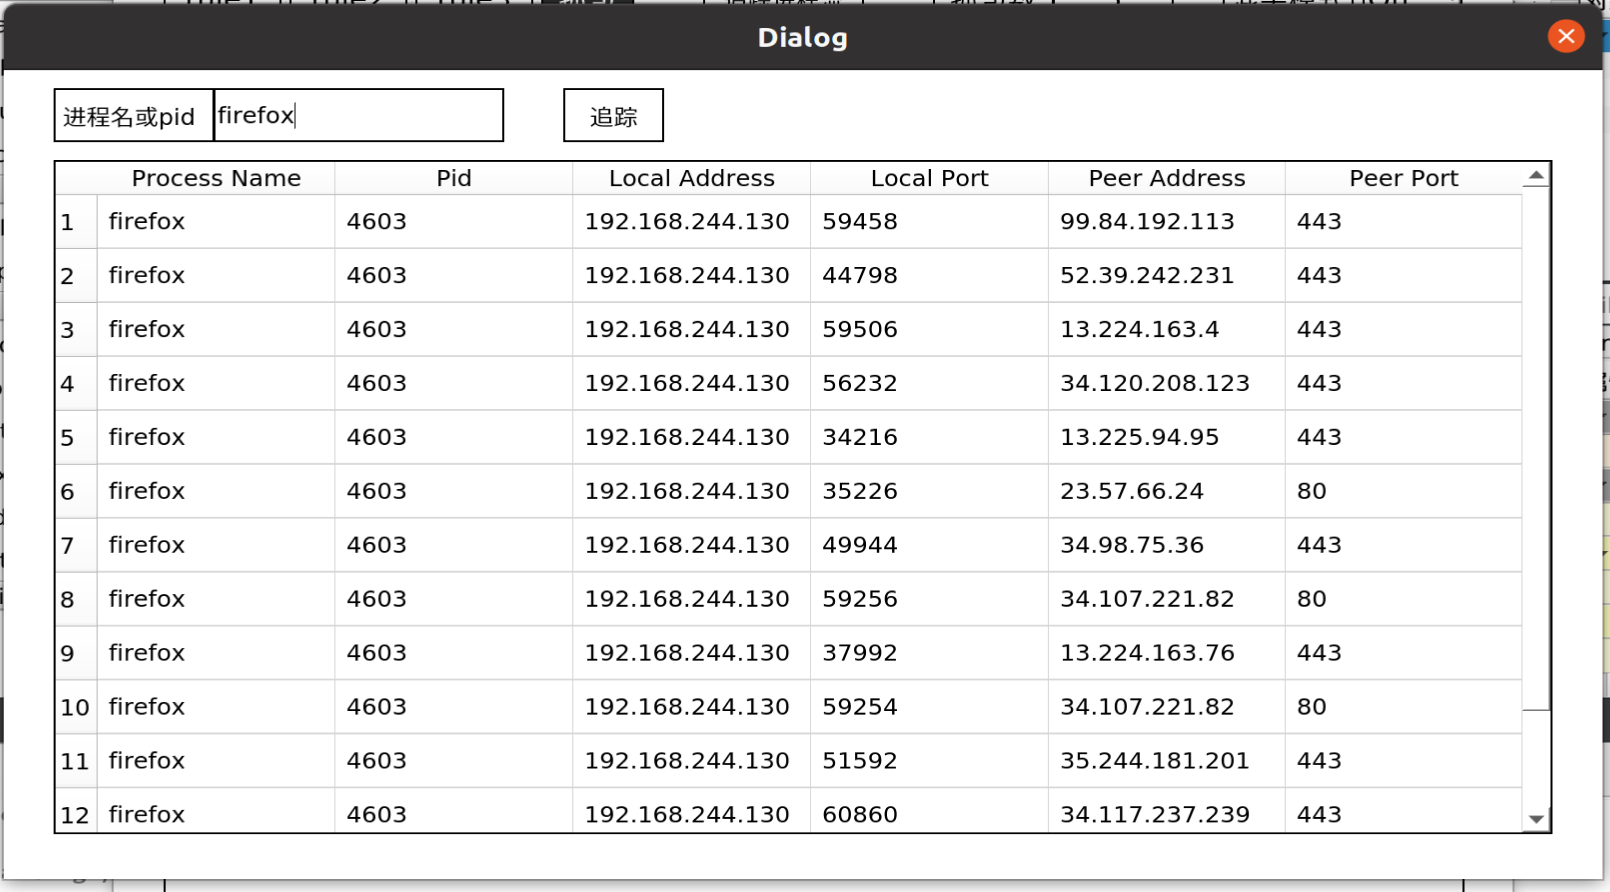 Dialog
进程名或pid firefox 追踪
Process Name Pid Local Address Local Port Peer Address Peer Port
1 firefox 4603 192.168.244.130 59458 99.84.192.113 443
2 firefox 4603 192.168.244.130 44798 52.39.242.231 443
3 firefox 4603 192.168.244.130 59506 13.224.163.4 443
4 firefox 4603 192.168.244.130 56232 34.120.208.123 443
5 firefox 4603 192.168.244.130 34216 13.225.94.95 443
6 firefox 4603 192.168.244.130 35226 23.57.66.24 80
7 firefox 4603 192.168.244.130 49944 34.98.75.36 443
8 firefox 4603 192.168.244.130 59256 34.107.221.82 80
9 firefox 4603 192.168.244.130 37992 13.224.163.76 443
10 firefox 4603 192.168.244.130 59254 34.107.221.82 80
11 firefox 4603 192.168.244.130 51592 35.244.181.201 443
12 firefox 4603 192.168.244.130 60860 34.117.237.239 443